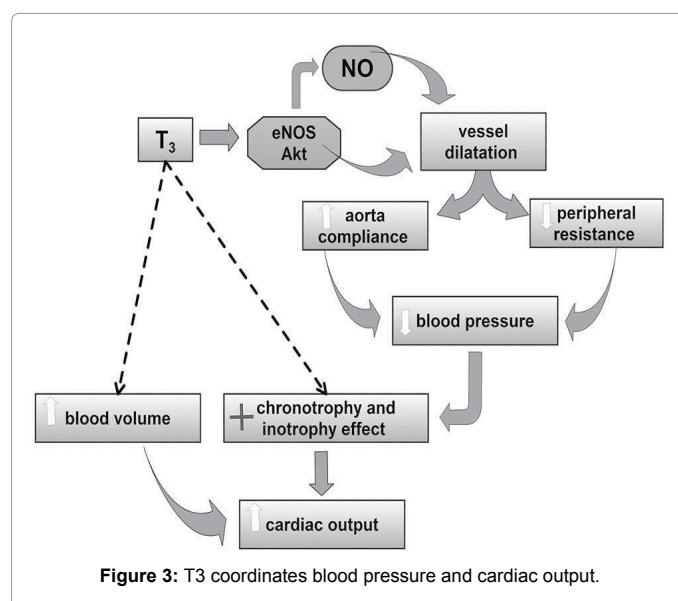 NO
T3
eNOS
Akt
vessel
dilatation
aorta
compliance
peripheral
resistance
blood pressure
blood volume
+ chronotrophy and
inotrophy effect
cardiac output
Figure 3: T3 coordinates blood pressure and cardiac output.